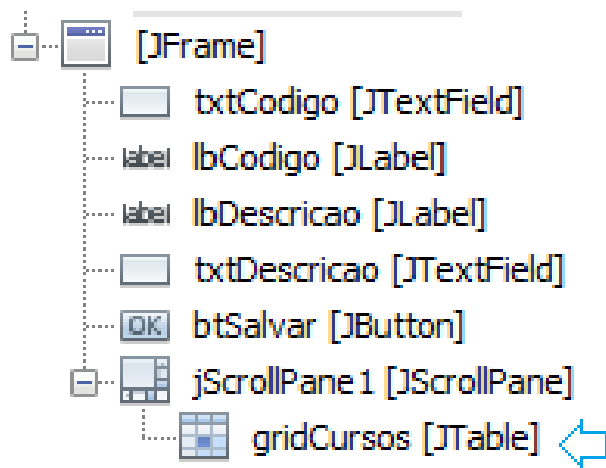 [JFrame]
txtCodigo [JTextField]
label lbCodigo [JLabel]
label lbDescricao [JLabel]
txtDescricao [JTextField]
OK btSalvar [JButton]
jScrollPane1 [JScrollPane]
gridCursos [JTable]